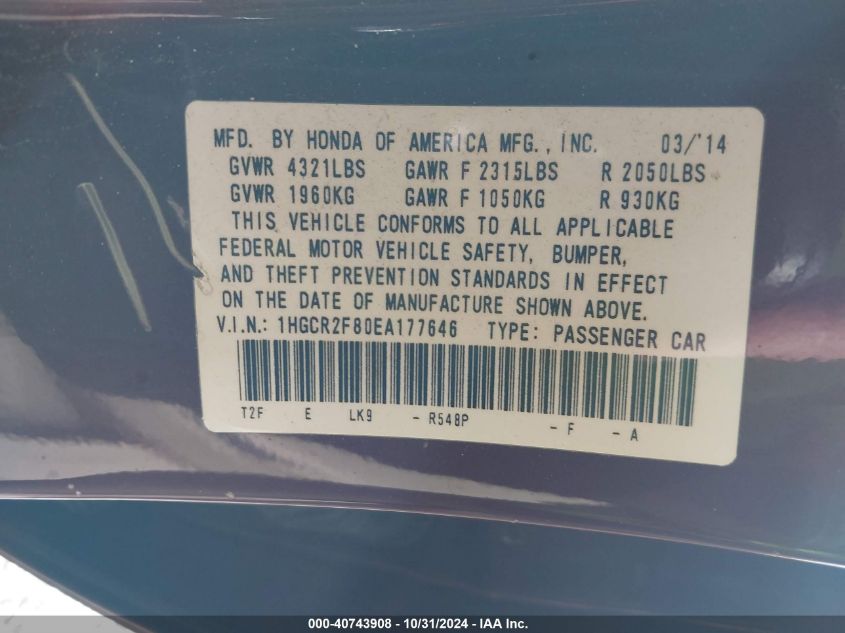 MFD. BY HONDA OF AMERICA MFG., INC. 03/'14
GVWR 4321LBS GAWR F 2315LBS R 2050LBS
GVWR 1960KG GAWR F 1050KG R 930KG
THIS VEHICLE CONFORMS TO ALL APPLICABLE
FEDERAL MOTOR VEHICLE SAFETY, BUMPER,
AND THEFT PREVENTION STANDARDS IN EFFECT
ON THE DATE OF MANUFACTURE SHOWN ABOVE.
V.I.N.: 1HGCR2F80EA177646 TYPE: PASSENGER CAR
T2F E LK9 - R548P - F - A
000-40743908 - 10/31/2024 - IAA Inc.